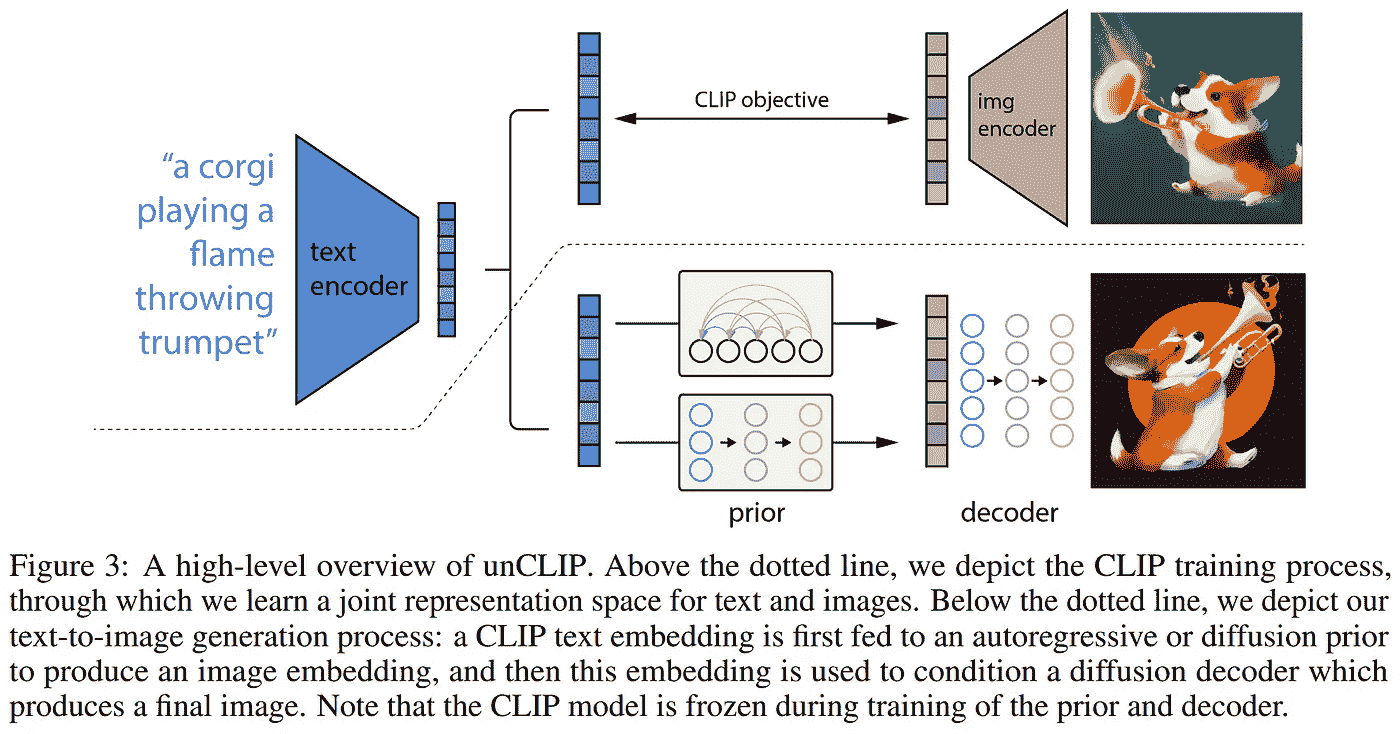 “a corgi
playing a
flame
throwing
trumpet”
text
encoder
CLIP objective
img
encoder
prior
decoder
Figure 3: A high-level overview of unCLIP. Above the dotted line, we depict the CLIP training process,
through which we learn a joint representation space for text and images. Below the dotted line, we depict our
text-to-image generation process: a CLIP text embedding is first fed to an autoregressive or diffusion prior
to produce an image embedding, and then this embedding is used to condition a diffusion decoder which
produces a final image. Note that the CLIP model is frozen during training of the prior and decoder.